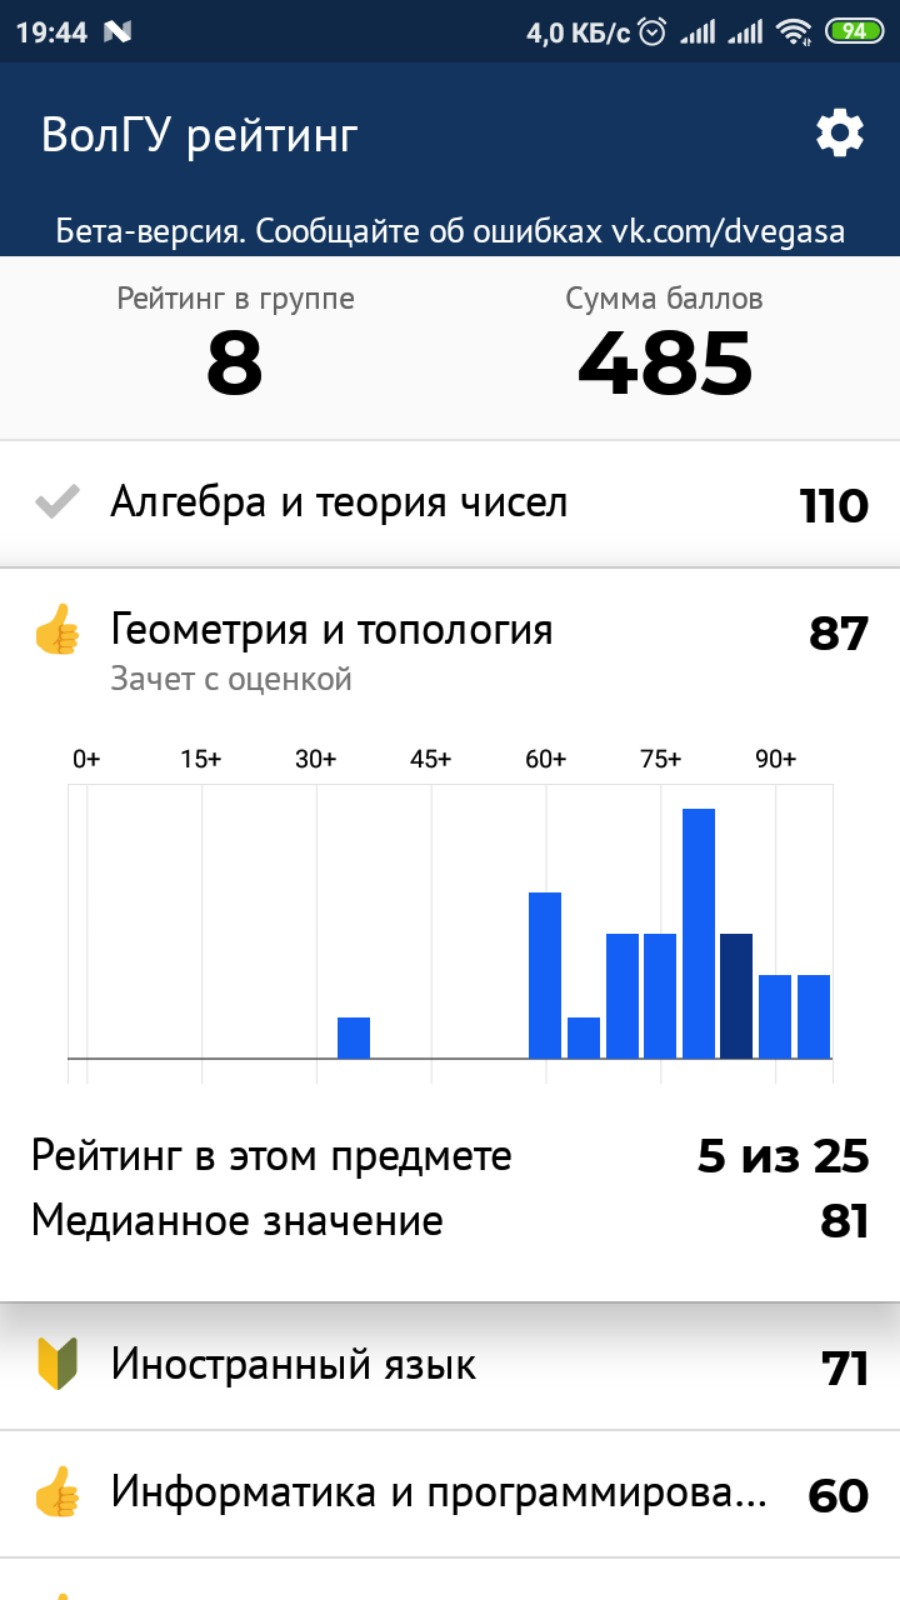 19:44 4,0 КБ/с 94
ВолГУ рейтинг
Бета-версия. Сообщайте об ошибках vk.com/dvegasa
Рейтинг в группе Сумма баллов
8 485
Алгебра и теория чисел 110
Геометрия и топология 87
Зачет с оценкой
0+ 15+ 30+ 45+ 60+ 75+ 90+
Рейтинг в этом предмете 5 из 25
Медианное значение 81
Иностранный язык 71
Информатика и программирова... 60